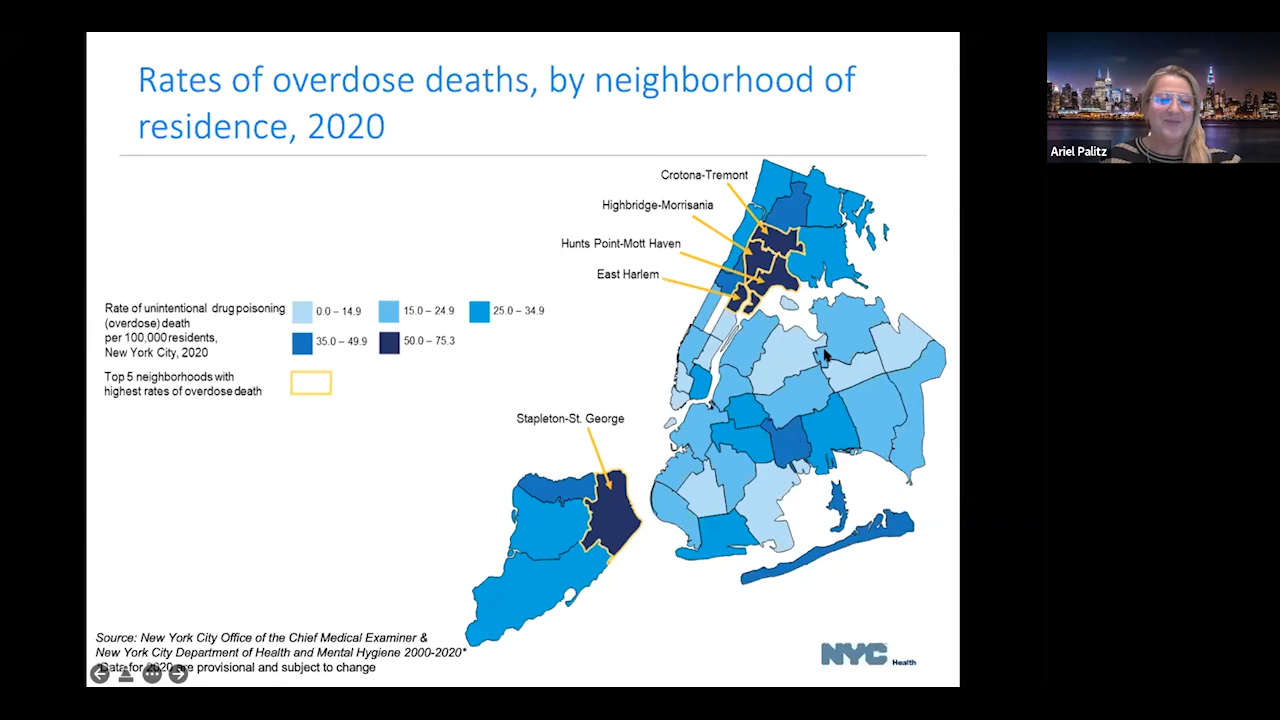 Rates of overdose deaths, by neighborhood of
residence, 2020
Ariel Palitz
Crotona-Tremont
Highbridge-Morrisania
Hunts Point-Mott Haven
East Harlem
Rate of unintentional drug poisoning
(overdose) death
per 100,000 residents,
New York City, 2020
0.0 – 14.9
15.0 – 24.9
25.0 – 34.9
35.0 – 49.9
50.0 – 75.3
Top 5 neighborhoods with
highest rates of overdose death
Stapleton-St. George
Source: New York City Office of the Chief Medical Examiner &
New York City Department of Health and Mental Hygiene 2000-2020*
*Data for 2020 are provisional and subject to change
NYC Health